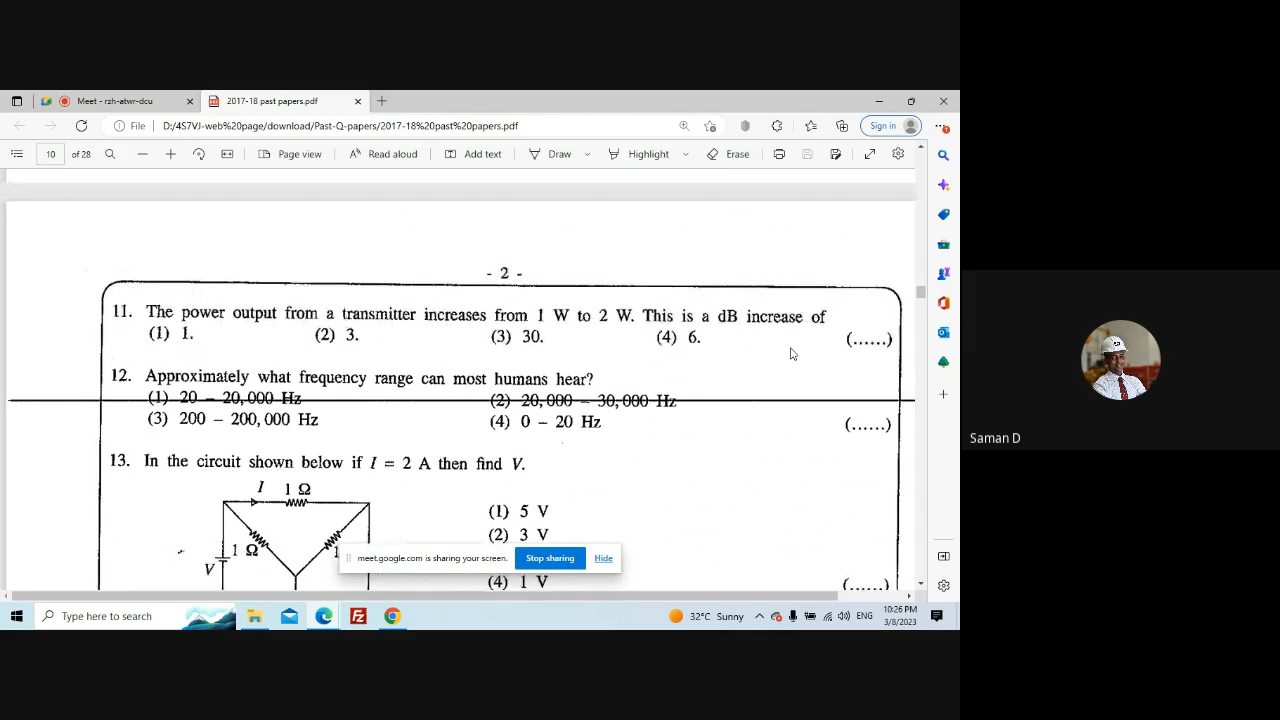 Meet - rzh-atwr-dcu
2017-18 past papers.pdf
File
D:/4S7VJ-web%20page/download/Past-Q-papers/2017-18%20past%20papers.pdf
Sign in
10 of 28
Page view
Read aloud
Add text
Draw
Highlight
Erase
- 2 -
11. The power output from a transmitter increases from 1 W to 2 W. This is a dB increase of
(1) 1. (2) 3. (3) 30. (4) 6. (......)
12. Approximately what frequency range can most humans hear?
(1) 20 – 20,000 Hz (2) 20,000 – 30,000 Hz
(3) 200 – 200,000 Hz (4) 0 – 20 Hz (......)
13. In the circuit shown below if I = 2 A then find V.
I 1 Ω
(1) 5 V
(2) 3 V
1 Ω 1
V
(4) 1 V (......)
meet.google.com is sharing your screen. Stop sharing Hide
Saman D
Type here to search
32°C Sunny
ENG
10:26 PM
3/8/2023